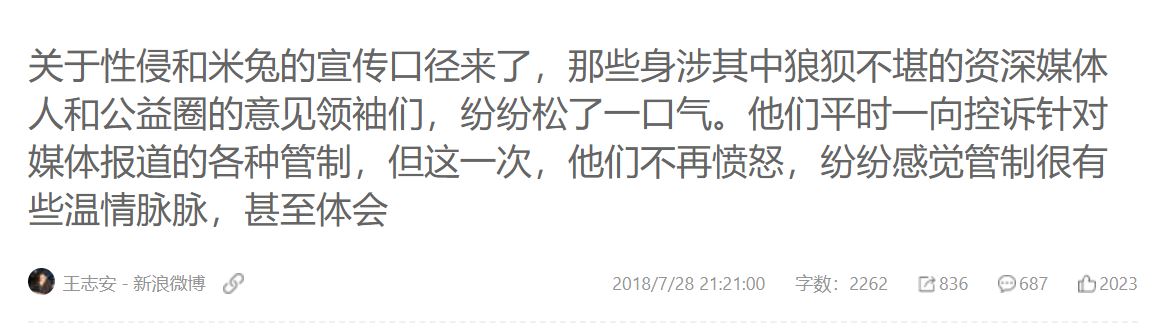 关于性侵和米兔的宣传口径来了，那些身涉其中狼狈不堪的资深媒体
人和公益圈的意见领袖们，纷纷松了一口气。他们平时一向控诉针对
媒体报道的各种管制，但这一次，他们不再愤怒，纷纷感觉管制很有
些温情脉脉，甚至体会
王志安 - 新浪微博 2018/7/28 21:21:00 字数：2262 836 687 2023